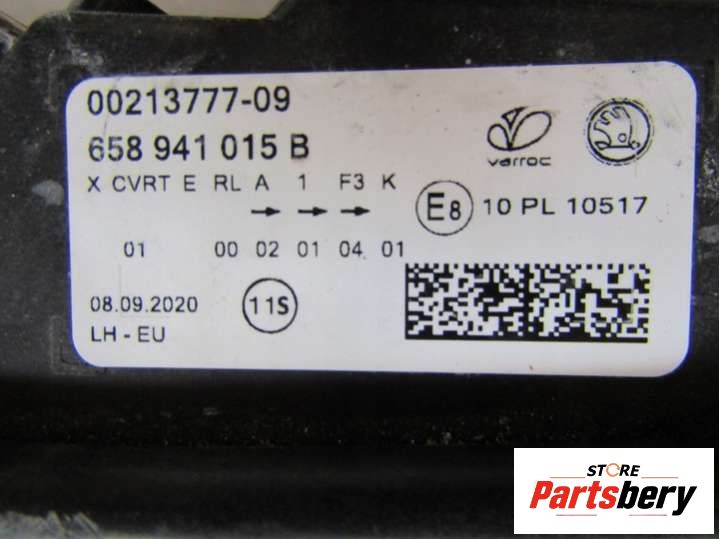 00213777-09
658 941 015 B
varroc
X CVRT E RL A 1 F3 K
E8 10 PL 10517
01 00 02 01 04 01
08.09.2020 11S
LH - EU
STORE
Partsbery